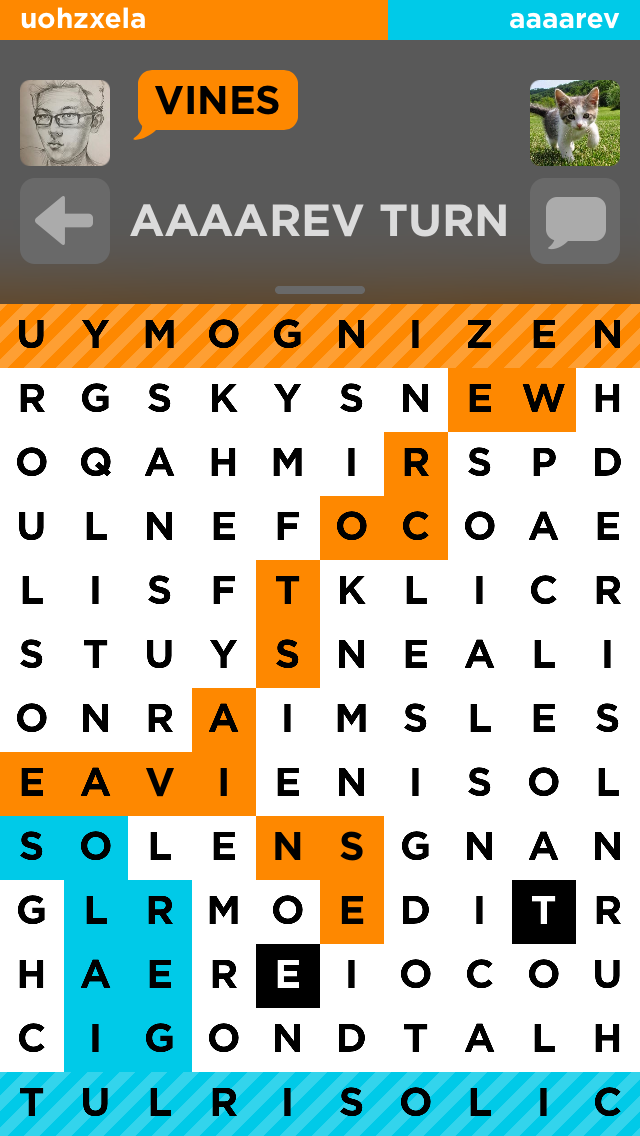 uohzxela aaaarev
VINES
AAAAREV TURN
U Y M O G N I Z E N
R G S K Y S N E W H
O Q A H M I R S P D
U L N E F O C O A E
L I S F T K L I C R
S T U Y S N E A L I
O N R A I M S L E S
E A V I E N I S O L
S O L E N S G N A N
G L R M O E D I T R
H A E R E I O C O U
C I G O N D T A L H
T U L R I S O L I C